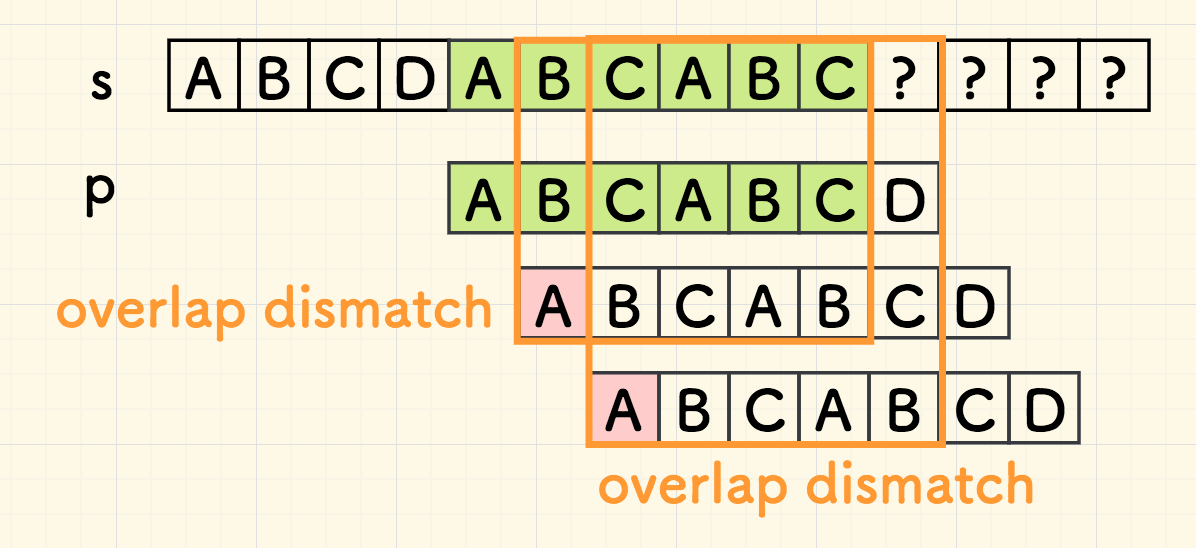 s A B C D A B C A B C ? ? ? ?
p A B C A B C D
overlap dismatch A B C A B C D
A B C A B C D
overlap dismatch